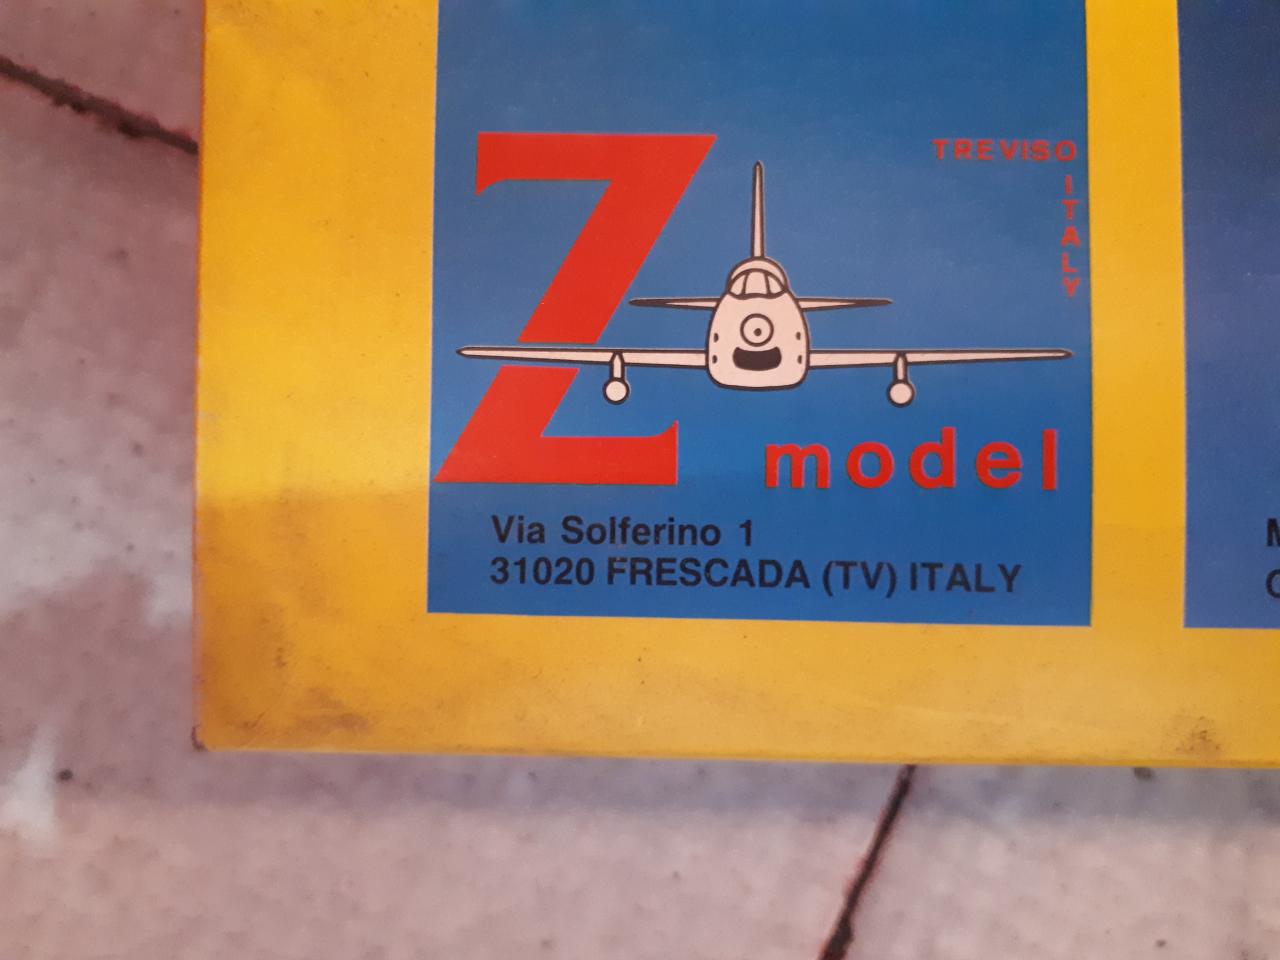 TREVISO
ITALY
Z model
Via Solferino 1
31020 FRESCADA (TV) ITALY